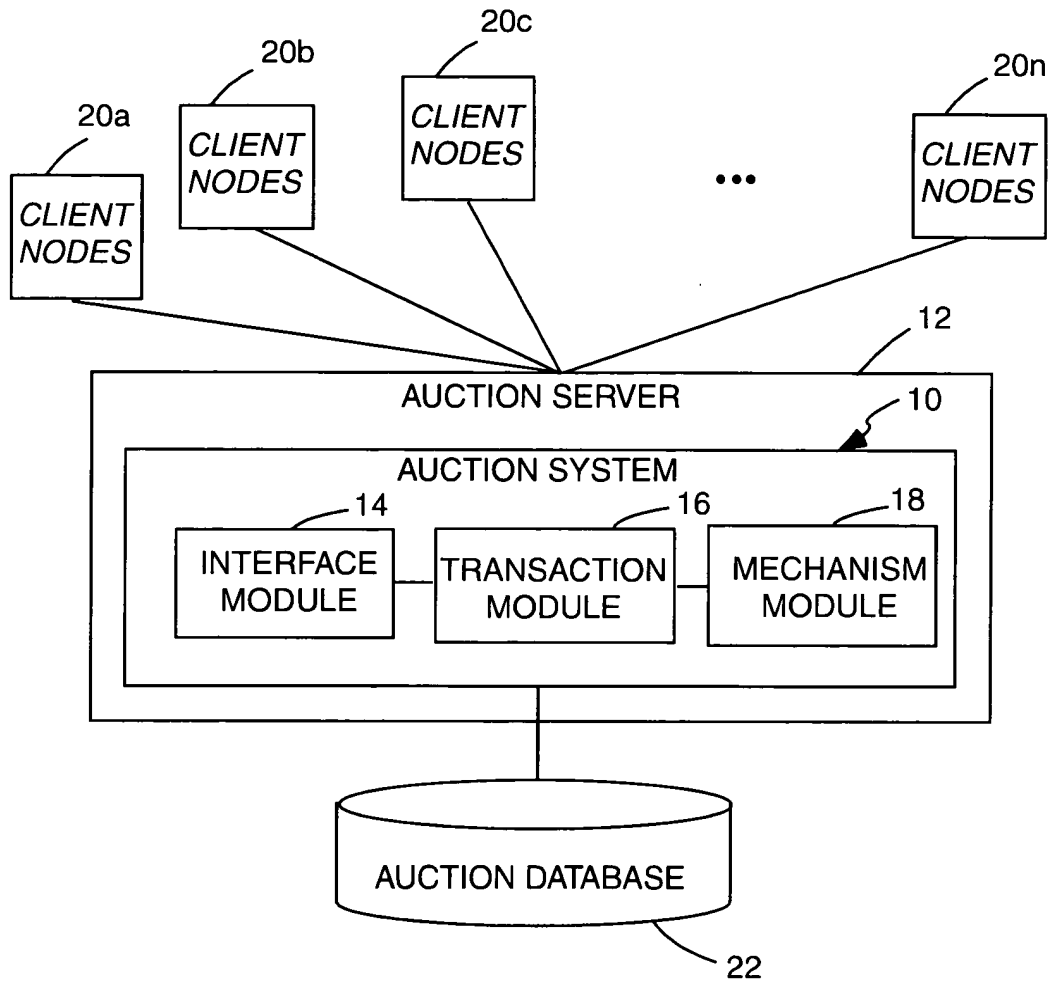 20a
20b
20c
20n
CLIENT
NODES
CLIENT
NODES
CLIENT
NODES
•••
CLIENT
NODES
12
AUCTION SERVER
10
AUCTION SYSTEM
14
16
18
INTERFACE
MODULE
TRANSACTION
MODULE
MECHANISM
MODULE
AUCTION DATABASE
22